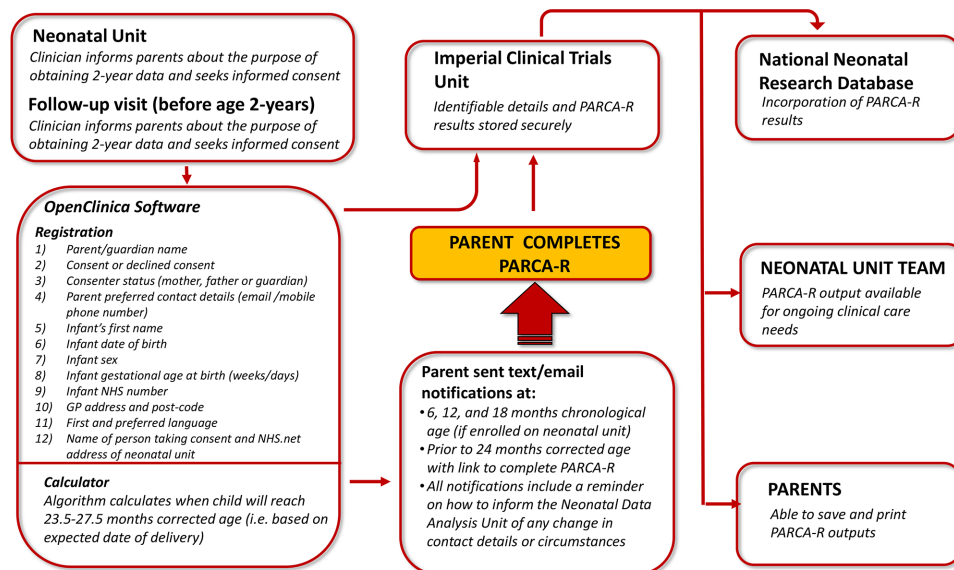 Neonatal Unit
Clinician informs parents about the purpose of
obtaining 2-year data and seeks informed consent
Follow-up visit (before age 2-years)
Clinician informs parents about the purpose of
obtaining 2-year data and seeks informed consent
OpenClinica Software
Registration
1) Parent/guardian name
2) Consent or declined consent
3) Consenter status (mother, father or guardian)
4) Parent preferred contact details (email /mobile
phone number)
5) Infant's first name
6) Infant date of birth
7) Infant sex
8) Infant gestational age at birth (weeks/days)
9) Infant NHS number
10) GP address and post-code
11) First and preferred language
12) Name of person taking consent and NHS.net
address of neonatal unit
Calculator
Algorithm calculates when child will reach
23.5-27.5 months corrected age (i.e. based on
expected date of delivery)
Imperial Clinical Trials
Unit
Identifiable details and PARCA-R
results stored securely
PARENT COMPLETES
PARCA-R
Parent sent text/email
notifications at:
• 6, 12, and 18 months chronological
age (if enrolled on neonatal unit)
• Prior to 24 months corrected age
with link to complete PARCA-R
• All notifications include a reminder
on how to inform the Neonatal Data
Analysis Unit of any change in
contact details or circumstances
National Neonatal
Research Database
Incorporation of PARCA-R
results
NEONATAL UNIT TEAM
PARCA-R output available
for ongoing clinical care
needs
PARENTS
Able to save and print
PARCA-R outputs